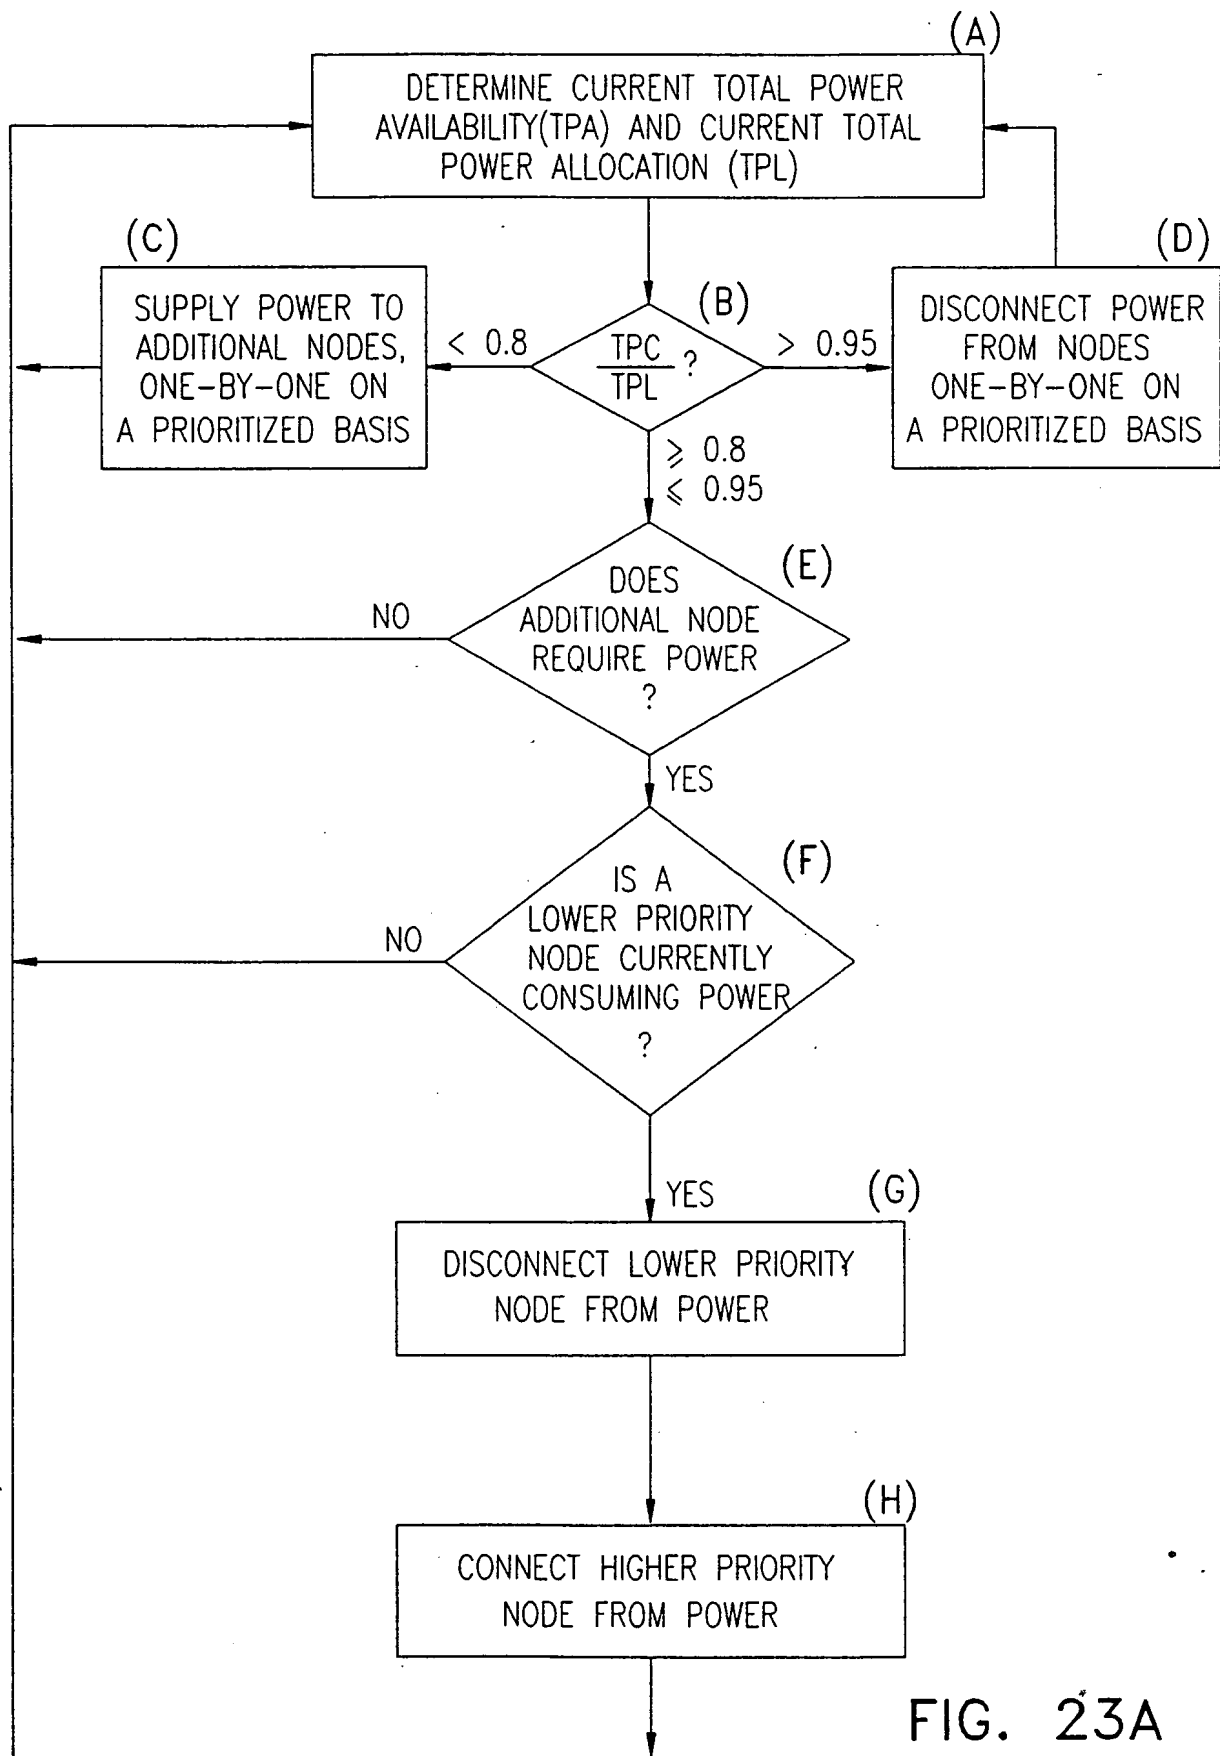 (A)
DETERMINE CURRENT TOTAL POWER
AVAILABILITY(TPA) AND CURRENT TOTAL
POWER ALLOCATION (TPL)
(C)
SUPPLY POWER TO
ADDITIONAL NODES,
ONE-BY-ONE ON
A PRIORITIZED BASIS
< 0.8
(B)
TPC
TPL
?
> 0.95
(D)
DISCONNECT POWER
FROM NODES
ONE-BY-ONE ON
A PRIORITIZED BASIS
⩾ 0.8
⩽ 0.95
(E)
DOES
ADDITIONAL NODE
REQUIRE POWER
?
NO
YES
(F)
IS A
LOWER PRIORITY
NODE CURRENTLY
CONSUMING POWER
?
NO
YES
(G)
DISCONNECT LOWER PRIORITY
NODE FROM POWER
(H)
CONNECT HIGHER PRIORITY
NODE FROM POWER
FIG. 23A